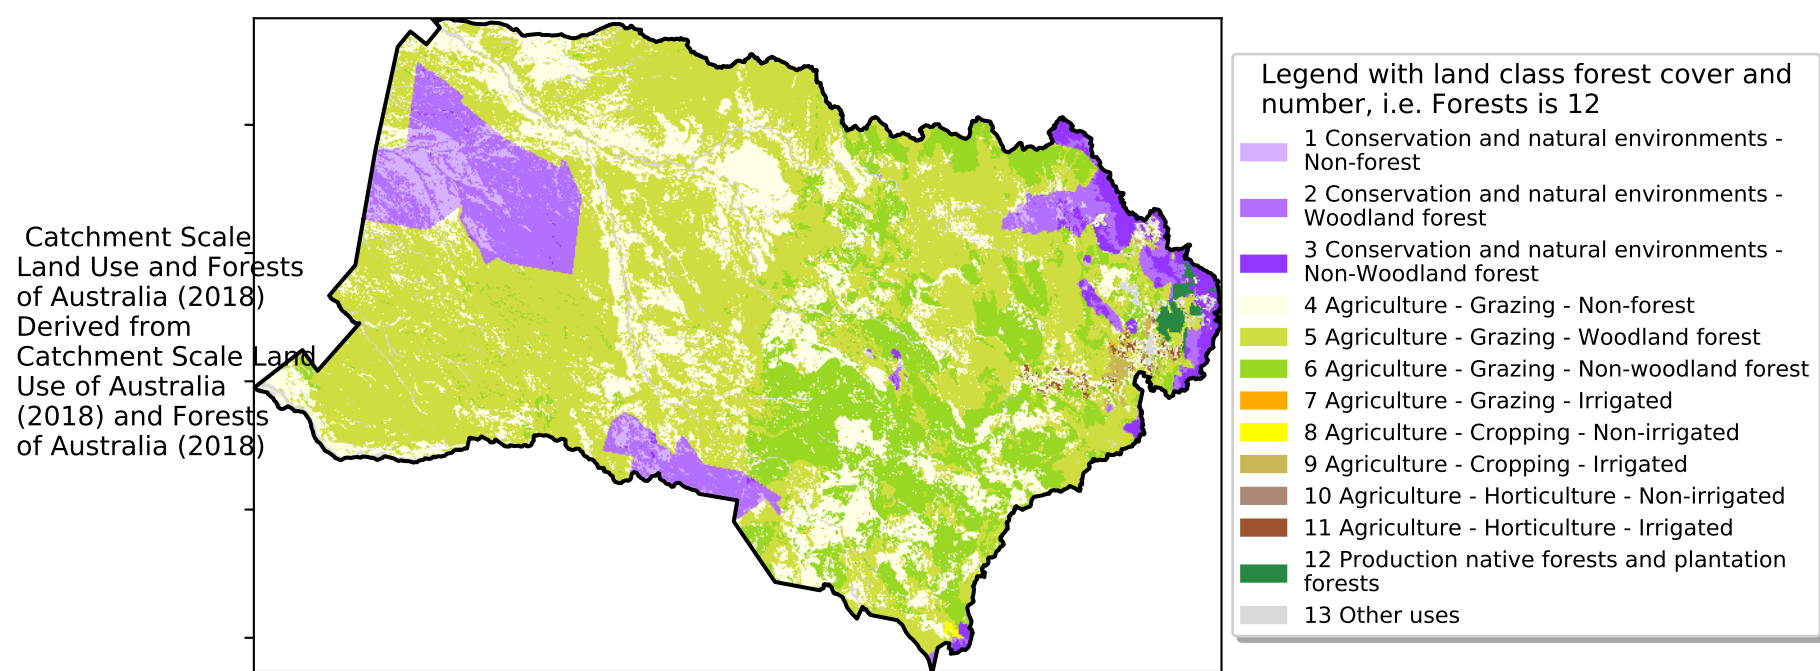 Catchment Scale
Land Use and Forests
of Australia (2018)
Derived from
Catchment Scale Land
Use of Australia
(2018) and Forests
of Australia (2018)
Legend with land class forest cover and
number, i.e. Forests is 12
1 Conservation and natural environments -
Non-forest
2 Conservation and natural environments -
Woodland forest
3 Conservation and natural environments -
Non-Woodland forest
4 Agriculture - Grazing - Non-forest
5 Agriculture - Grazing - Woodland forest
6 Agriculture - Grazing - Non-woodland forest
7 Agriculture - Grazing - Irrigated
8 Agriculture - Cropping - Non-irrigated
9 Agriculture - Cropping - Irrigated
10 Agriculture - Horticulture - Non-irrigated
11 Agriculture - Horticulture - Irrigated
12 Production native forests and plantation
forests
13 Other uses